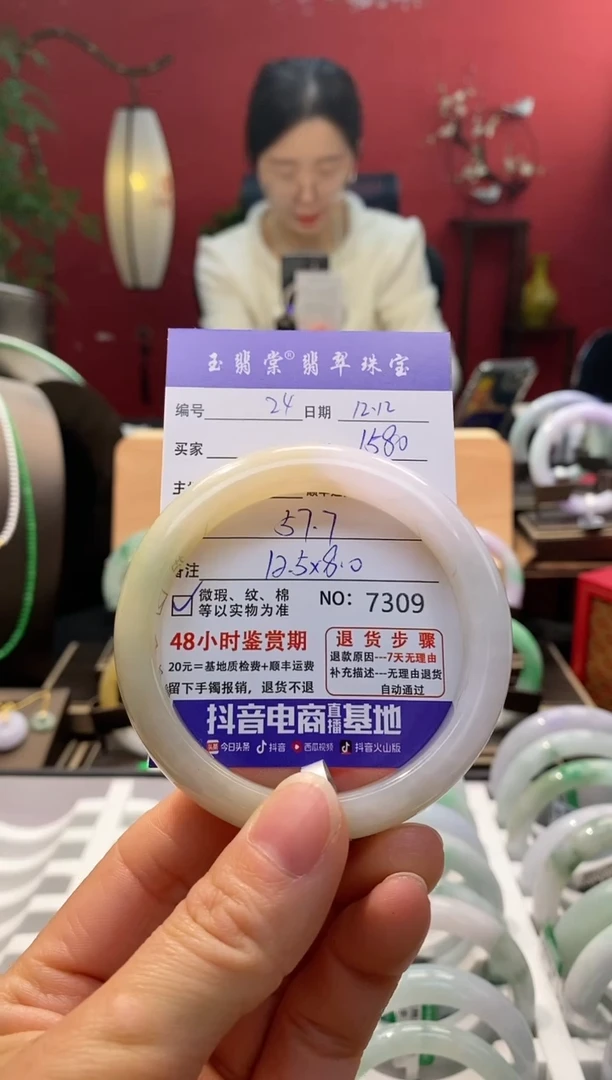 玉翡棠®翡翠珠宝
编号 24 日期 12.12
买家 1580
57.7
备注 12.5x8.0
微瑕、纹、棉
等以实物为准
NO: 7309
48小时鉴赏期
20元=基地质检费+顺丰运费
留下手镯报销，退货不退
退货步骤
退款原因---7天无理由
补充描述---无理由退货
自动通过
抖音电商直播基地
头条 今日头条 抖音 西瓜视频 抖音火山版